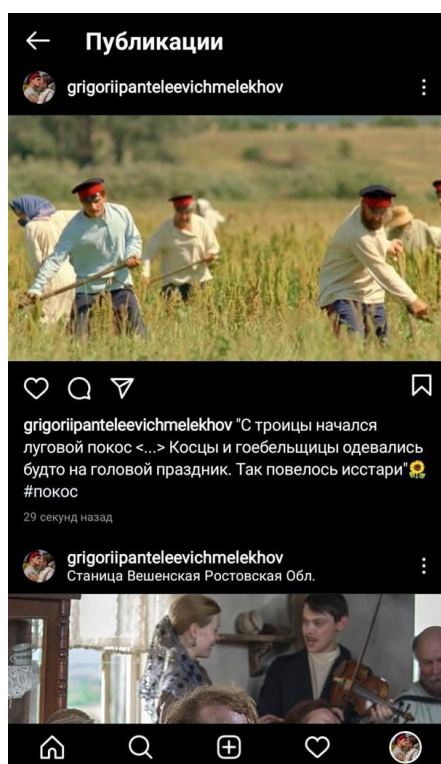 Публикации
grigoriipanteleevichmelekhov
grigoriipanteleevichmelekhov "С троицы начался
луговой покос <...> Косцы и гоебельщицы одевались
будто на головой праздник. Так повелось исстари"🌻
#покос
29 секунд назад
grigoriipanteleevichmelekhov
Станица Вешенская Ростовская Обл.